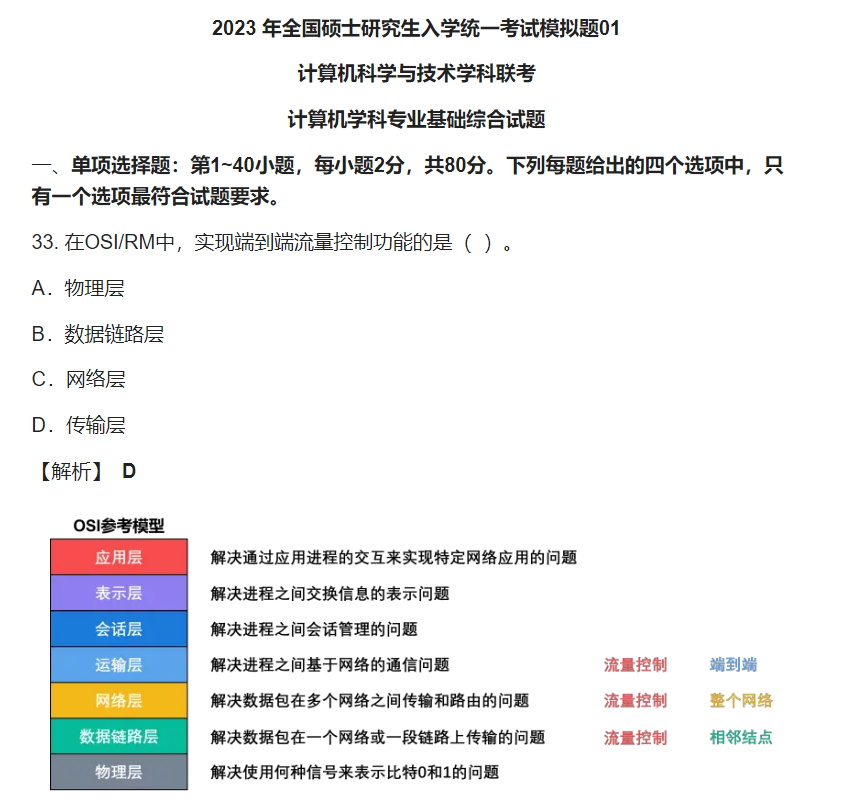 2023 年全国硕士研究生入学统一考试模拟题01
计算机科学与技术学科联考
计算机学科专业基础综合试题
一、单项选择题：第1~40小题，每小题2分，共80分。下列每题给出的四个选项中，只
有一个选项最符合试题要求。
33. 在OSI/RM中，实现端到端流量控制功能的是（ ）。
A．物理层
B．数据链路层
C．网络层
D．传输层
【解析】 D
OSI参考模型
应用层 解决通过应用进程的交互来实现特定网络应用的问题
表示层 解决进程之间交换信息的表示问题
会话层 解决进程之间会话管理的问题
运输层 解决进程之间基于网络的通信问题 流量控制 端到端
网络层 解决数据包在多个网络之间传输和路由的问题 流量控制 整个网络
数据链路层 解决数据包在一个网络或一段链路上传输的问题 流量控制 相邻结点
物理层 解决使用何种信号来表示比特0和1的问题